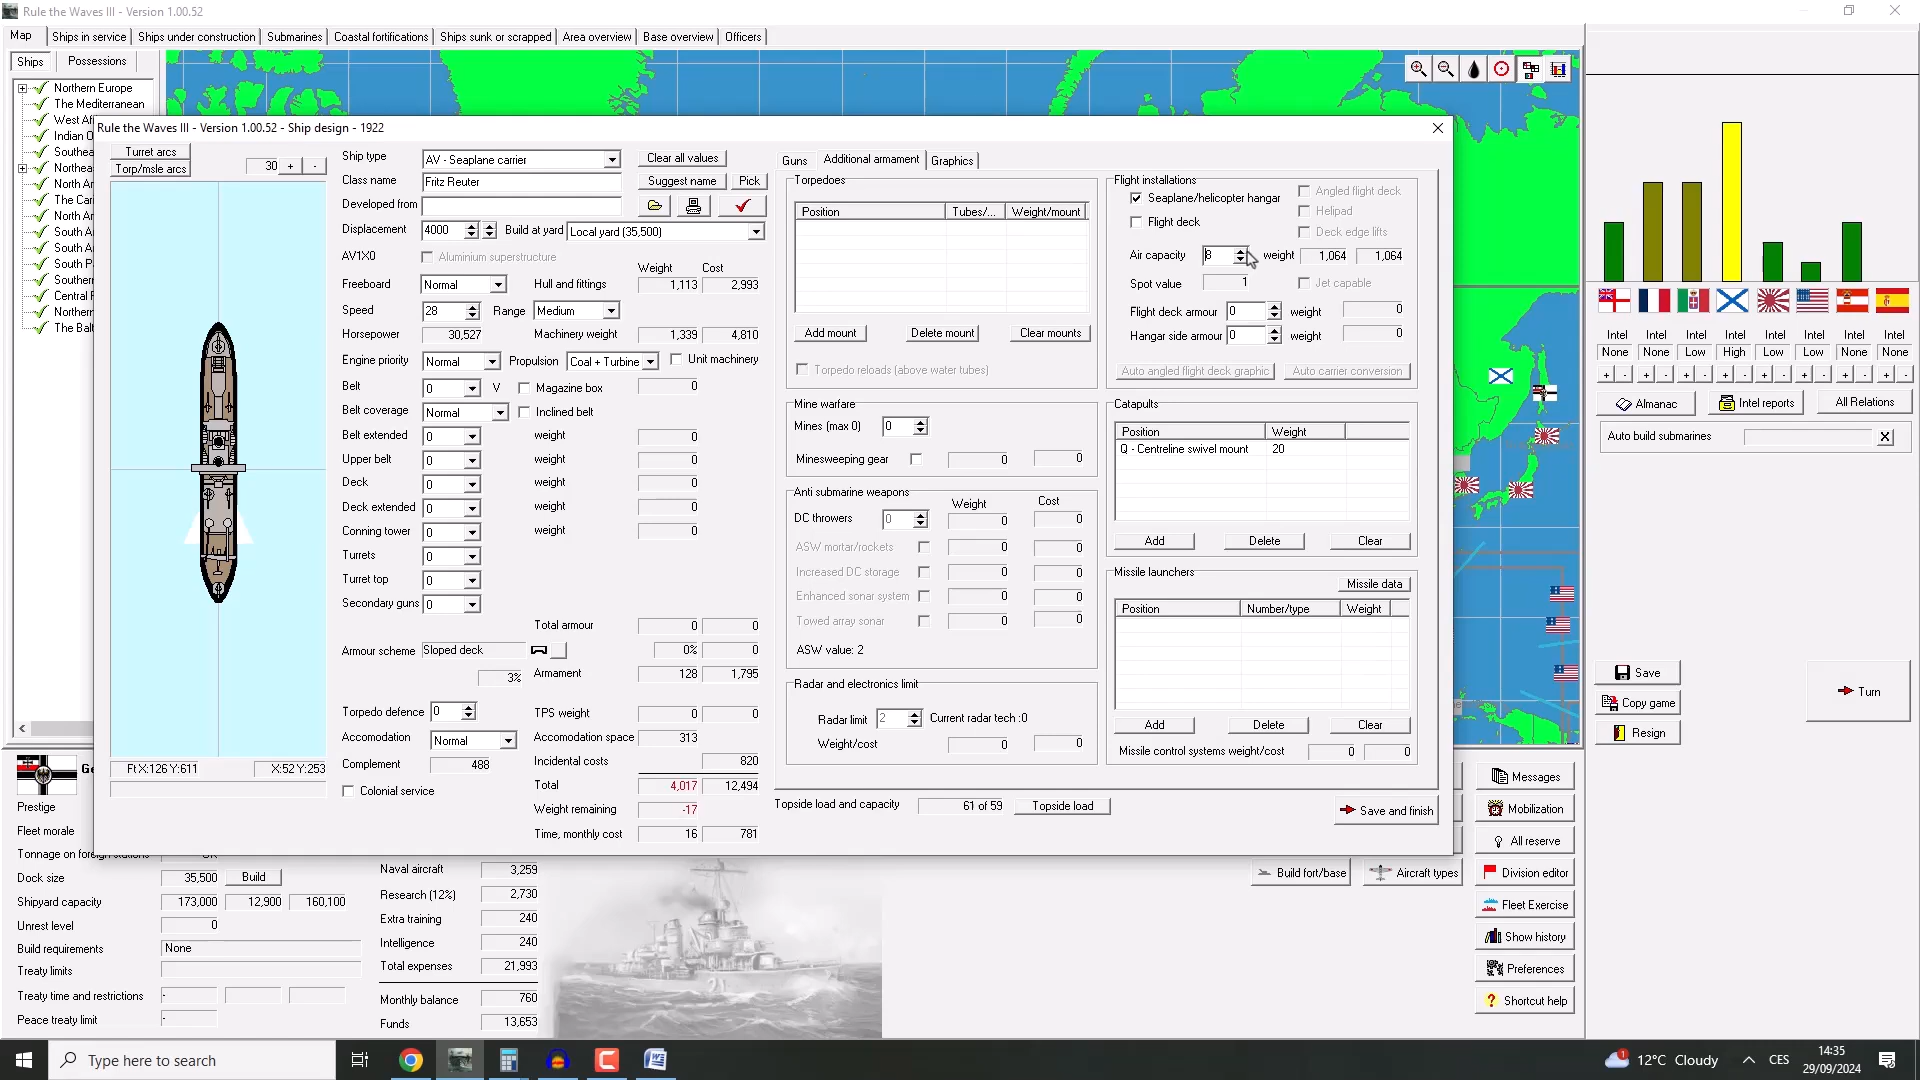 Rule the Waves III - Version 1.00.52
Map
Ships in service
Ships under construction
Submarines
Coastal fortifications
Ships sunk or scrapped
Area overview
Base overview
Officers
Ships
Possessions
Northern Europe
The Mediterranean
West Af
Indian O
Southea
Northeas
North Am
The Cari
North A
South A
South A
South Pa
Southern
Central P
Northern
The Balt
Rule the Waves III - Version 1.00.52 - Ship design - 1922
Turret arcs
Torp/msle arcs
30 + -
Ft X:126 Y:611
X:52 Y:253
Ship type AV - Seaplane carrier Clear all values
Class name Fritz Reuter Suggest name Pick
Developed from
Displacement 4000 Build at yard Local yard (35,500)
AV1X0 Aluminium superstructure
Weight Cost
Freeboard Normal Hull and fittings 1,113 2,993
Speed 28 Range Medium
Horsepower 30,527 Machinery weight 1,339 4,810
Engine priority Normal Propulsion Coal + Turbine Unit machinery
Belt 0 V Magazine box 0
Belt coverage Normal Inclined belt
Belt extended 0 weight 0
Upper belt 0 weight 0
Deck 0 weight 0
Deck extended 0 weight 0
Conning tower 0 weight 0
Turrets 0
Turret top 0
Secondary guns 0
Total armour 0 0
Armour scheme Sloped deck 0% 0
3% Armament 128 1,795
Torpedo defence 0 TPS weight 0 0
Accomodation Normal Accomodation space 313
Complement 488 Incidental costs 820
Colonial service Total 4,017 12,494
Weight remaining -17
Time, monthly cost 16 781
Guns
Additional armament
Graphics
Torpedoes
Position Tubes/... Weight/mount
Add mount
Delete mount
Clear mounts
Torpedo reloads (above water tubes)
Mine warfare
Mines (max 0) 0
Minesweeping gear 0 0
Anti submarine weapons
Weight Cost
DC throwers 0 0 0
ASW mortar/rockets 0 0
Increased DC storage 0 0
Enhanced sonar system 0 0
Towed array sonar 0 0
ASW value: 2
Radar and electronics limit
Radar limit 2 Current radar tech :0
Weight/cost 0 0
Topside load and capacity 61 of 59 Topside load
Flight installations
Seaplane/helicopter hangar
Flight deck
Angled flight deck
Helipad
Deck edge lifts
Air capacity 8 weight 1,064 1,064
Spot value 1 Jet capable
Flight deck armour 0 weight 0
Hangar side armour 0 weight 0
Auto angled flight deck graphic
Auto carrier conversion
Catapults
Position Weight
Q - Centreline swivel mount 20
Add
Delete
Clear
Missile launchers
Missile data
Position Number/type Weight
Add
Delete
Clear
Missile control systems weight/cost 0 0
Save and finish
Intel Intel Intel Intel Intel Intel Intel Intel
None None Low High Low Low None None
+ - + - + - + - + - + - + - + -
Almanac
Intel reports
All Relations
Auto build submarines X
Save
Copy game
Resign
Turn
Ge
Prestige
Fleet morale
Tonnage on foreign stations
Dock size 35,500 Build
Shipyard capacity 173,000 12,900 160,100
Unrest level 0
Build requirements None
Treaty limits
Treaty time and restrictions - 
Peace treaty limit -
Naval aircraft 3,259
Research (12%) 2,730
Extra training 240
Intelligence 240
Total expenses 21,993
Monthly balance 760
Funds 13,653
Build fort/base
Aircraft types
Messages
Mobilization
All reserve
Division editor
Fleet Exercise
Show history
Preferences
Shortcut help
Type here to search
12°C Cloudy
CES
14:35
29/09/2024